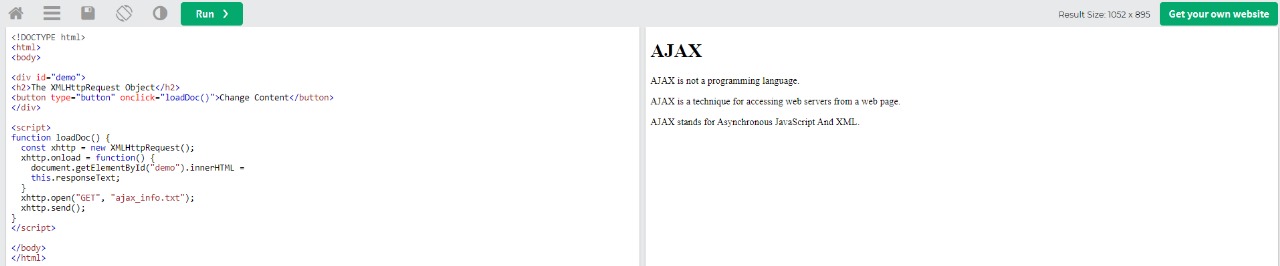 Run ❯
Result Size: 1052 x 895
Get your own website
<!DOCTYPE html>
<html>
<body>
<div id="demo">
<h2>The XMLHttpRequest Object</h2>
<button type="button" onclick="loadDoc()">Change Content</button>
</div>
<script>
function loadDoc() {
  const xhttp = new XMLHttpRequest();
  xhttp.onload = function() {
    document.getElementById("demo").innerHTML =
    this.responseText;
  }
  xhttp.open("GET", "ajax_info.txt");
  xhttp.send();
}
</script>
</body>
</html>
AJAX
AJAX is not a programming language.
AJAX is a technique for accessing web servers from a web page.
AJAX stands for Asynchronous JavaScript And XML.